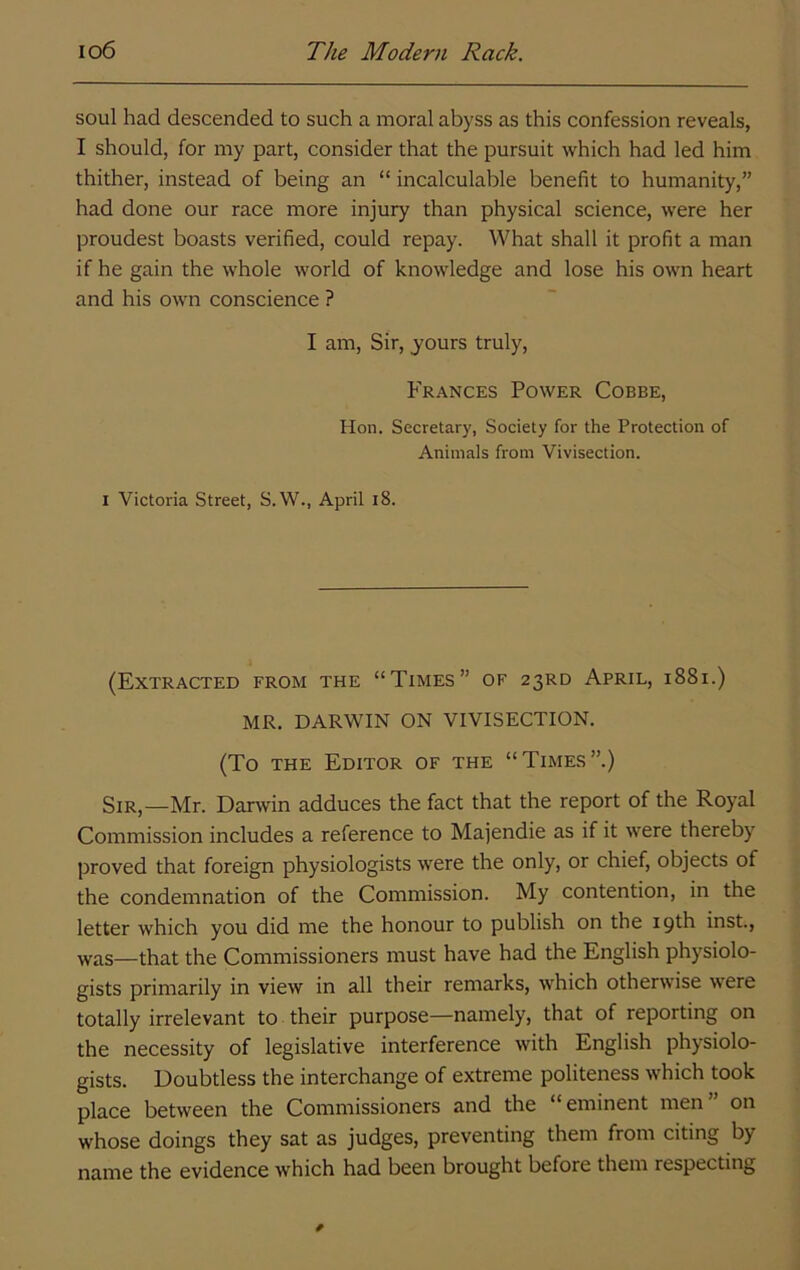 106 The Modern Rack.
soul had descended to such a moral abyss as this confession reveals,
I should, for my part, consider that the pursuit which had led him
thither, instead of being an “ incalculable benefit to humanity,”
had done our race more injury than physical science, were her
proudest boasts verified, could repay. What shall it profit a man
if he gain the whole world of knowledge and lose his own heart
and his own conscience ?
I am, Sir, yours truly,
Frances Power Cobbe,
Hon. Secretary, Society for the Protection of
Animals from Vivisection.
1 Victoria Street, S.W., April 18.
(Extracted from the “Times” of 23rd April, 1881.)
MR. DARWIN ON VIVISECTION.
(To the Editor of the “Times”.)
Sir,—Mr. Darwin adduces the fact that the report of the Royal
Commission includes a reference to Majendie as if it were thereby
proved that foreign physiologists were the only, or chief, objects of
the condemnation of the Commission. My contention, in the
letter which you did me the honour to publish on the 19th inst.,
was—that the Commissioners must have had the English physiolo-
gists primarily in view in all their remarks, which otherwise were
totally irrelevant to their purpose—namely, that of reporting on
the necessity of legislative interference with English physiolo-
gists. Doubtless the interchange of extreme politeness which took
place between the Commissioners and the “eminent men” on
whose doings they sat as judges, preventing them from citing by
name the evidence which had been brought before them respecting